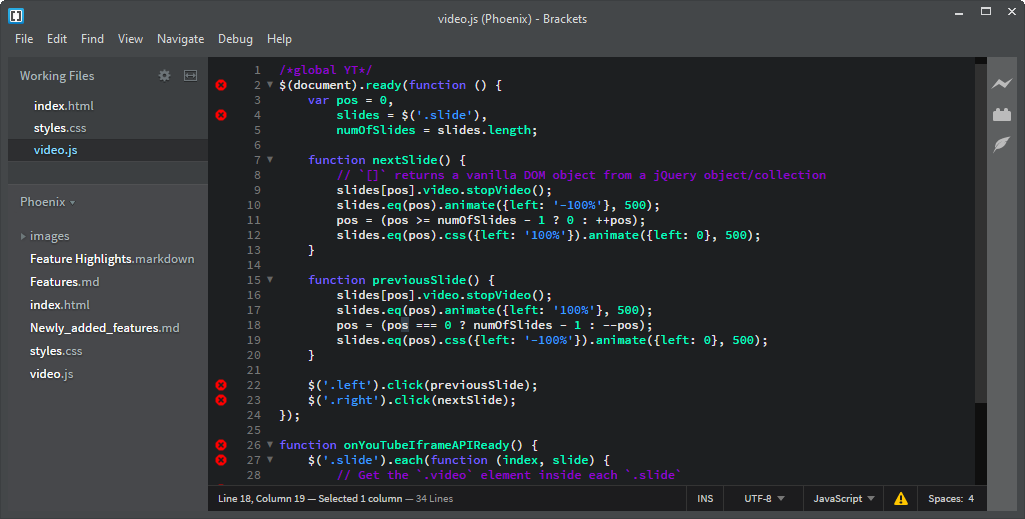 video.js (Phoenix) - Brackets
File Edit Find View Navigate Debug Help
Working Files
index.html
styles.css
video.js
Phoenix
images
Feature Highlights.markdown
Features.md
index.html
Newly_added_features.md
styles.css
video.js
1 /*global YT*/
2 $(document).ready(function () {
3     var pos = 0,
4         slides = $('.slide'),
5         numOfSlides = slides.length;
6
7     function nextSlide() {
8         // `[]` returns a vanilla DOM object from a jQuery object/collection
9         slides[pos].video.stopVideo();
10         slides.eq(pos).animate({left: '-100%'}, 500);
11         pos = (pos >= numOfSlides - 1 ? 0 : ++pos);
12         slides.eq(pos).css({left: '100%'}).animate({left: 0}, 500);
13     }
14
15     function previousSlide() {
16         slides[pos].video.stopVideo();
17         slides.eq(pos).animate({left: '100%'}, 500);
18         pos = (pos === 0 ? numOfSlides - 1 : --pos);
19         slides.eq(pos).css({left: '-100%'}).animate({left: 0}, 500);
20     }
21
22     $('.left').click(previousSlide);
23     $('.right').click(nextSlide);
24 });
25
26 function onYouTubeIframeAPIReady() {
27     $('.slide').each(function (index, slide) {
28         // Get the `.video` element inside each `.slide`
Line 18, Column 19 — Selected 1 column — 34 Lines INS UTF-8 JavaScript Spaces: 4